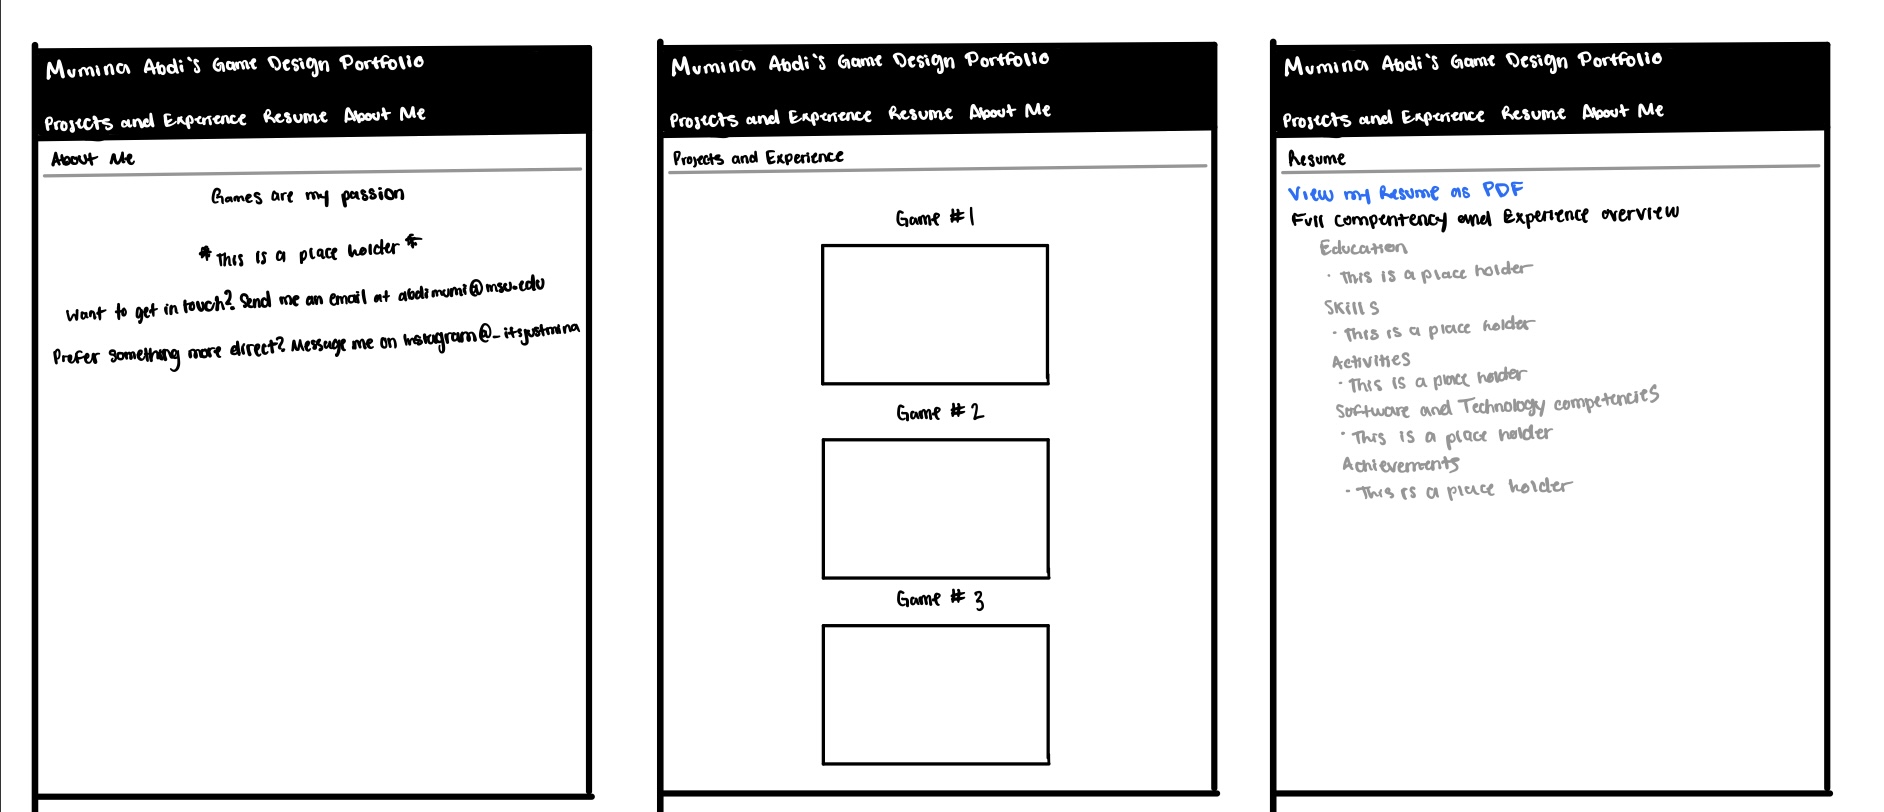 Mumina Abdi's Game Design Portfolio
Projects and Experience Resume About Me
About Me
Games are my passion
*This is a place holder*
Want to get in touch? Send me an email at abdimumi@msu.edu
Prefer something more direct? Message me on Instagram@_itsjustmina
Mumina Abdi's Game Design Portfolio
Projects and Experience Resume About Me
Projects and Experience
Game #1
Game #2
Game #3
Mumina Abdi's Game Design Portfolio
Projects and Experience Resume About Me
Resume
View my Resume as PDF
Full compentency and Experience overview
Education
· This is a place holder
Skills
· This is a place holder
Activities
· This is a place holder
Software and Technology competencies
· This is a place holder
Achievements
· This is a place holder